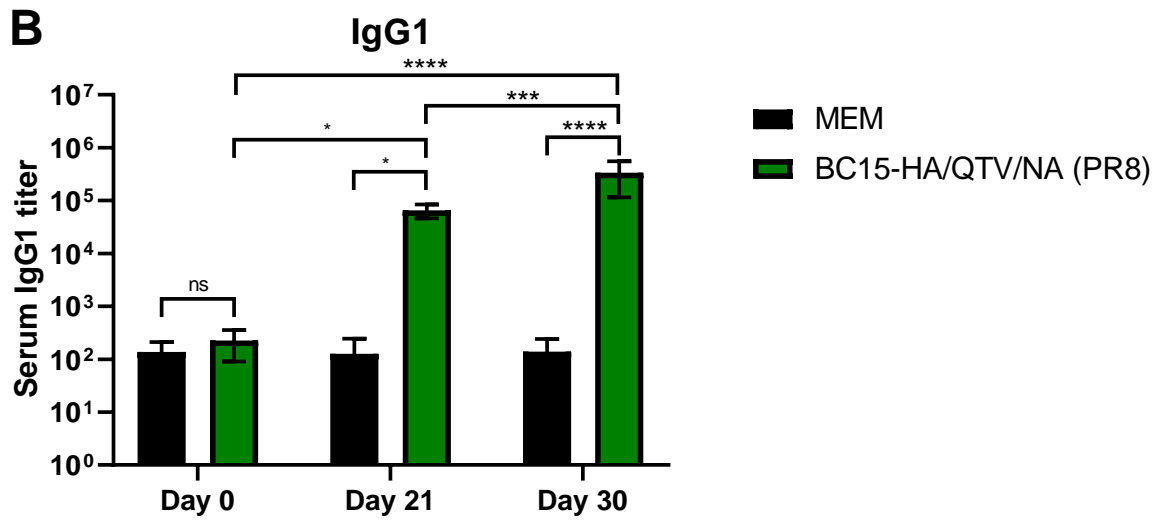 B
IgG1
****
***
****
*
*
ns
10⁷
10⁶
10⁵
10⁴
10³
10²
10¹
10⁰
Serum IgG1 titer
Day 0
Day 21
Day 30
MEM
BC15-HA/QTV/NA (PR8)